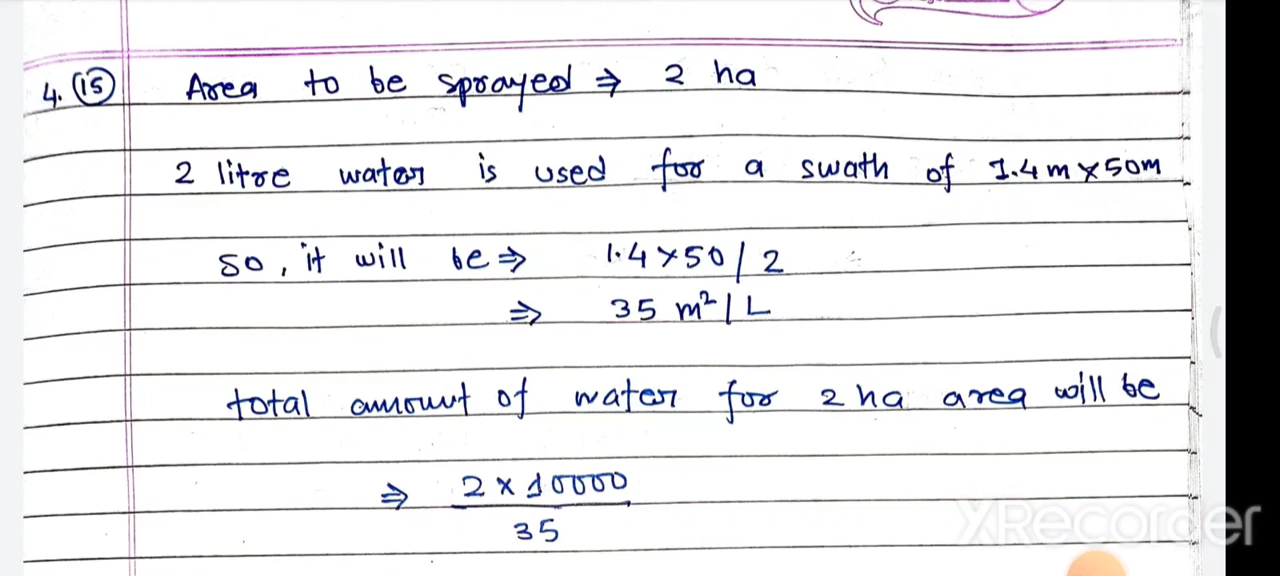 4. 15 Area to be sprayed ⇒ 2 ha
2 litre water is used for a swath of 1.4 m × 50m
so, it will be ⇒ 1.4 × 50 / 2
⇒ 35 m² / L
total amount of water for 2 ha area will be
⇒ 2 × 10000
35
XRecorder